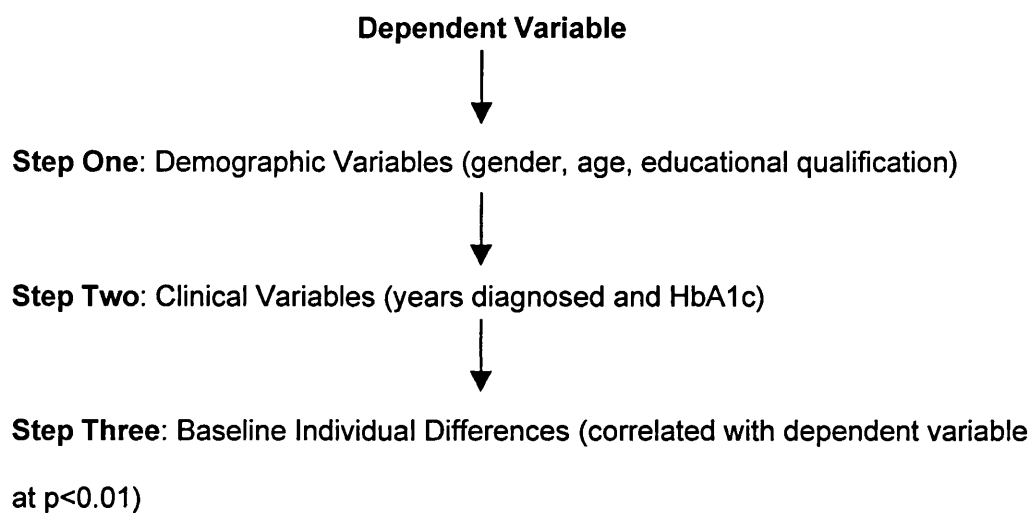 Dependent Variable
Step One: Demographic Variables (gender, age, educational qualification)
Step Two: Clinical Variables (years diagnosed and HbA1c)
Step Three: Baseline Individual Differences (correlated with dependent variable
at p<0.01)